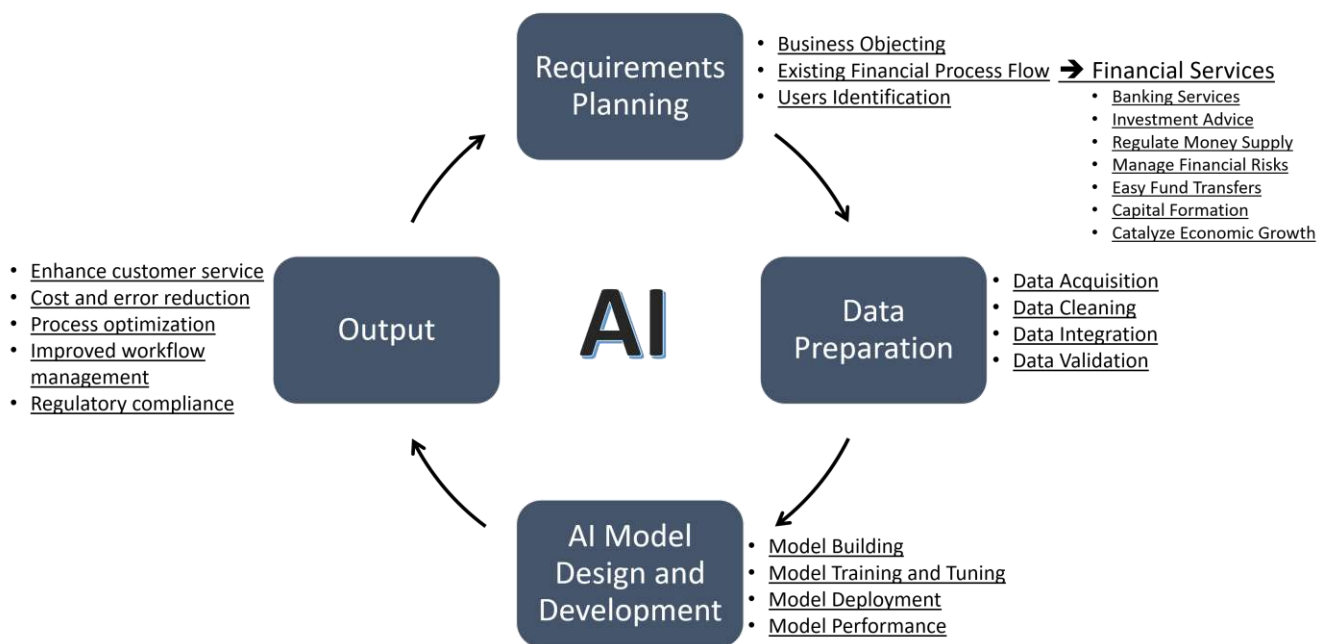 Requirements
Planning
• Business Objecting
• Existing Financial Process Flow ➔ Financial Services
• Users Identification
• Banking Services
• Investment Advice
• Regulate Money Supply
• Manage Financial Risks
• Easy Fund Transfers
• Capital Formation
• Catalyze Economic Growth
Data
Preparation
• Data Acquisition
• Data Cleaning
• Data Integration
• Data Validation
AI
AI Model
Design and
Development
• Model Building
• Model Training and Tuning
• Model Deployment
• Model Performance
Output
• Enhance customer service
• Cost and error reduction
• Process optimization
• Improved workflow
management
• Regulatory compliance